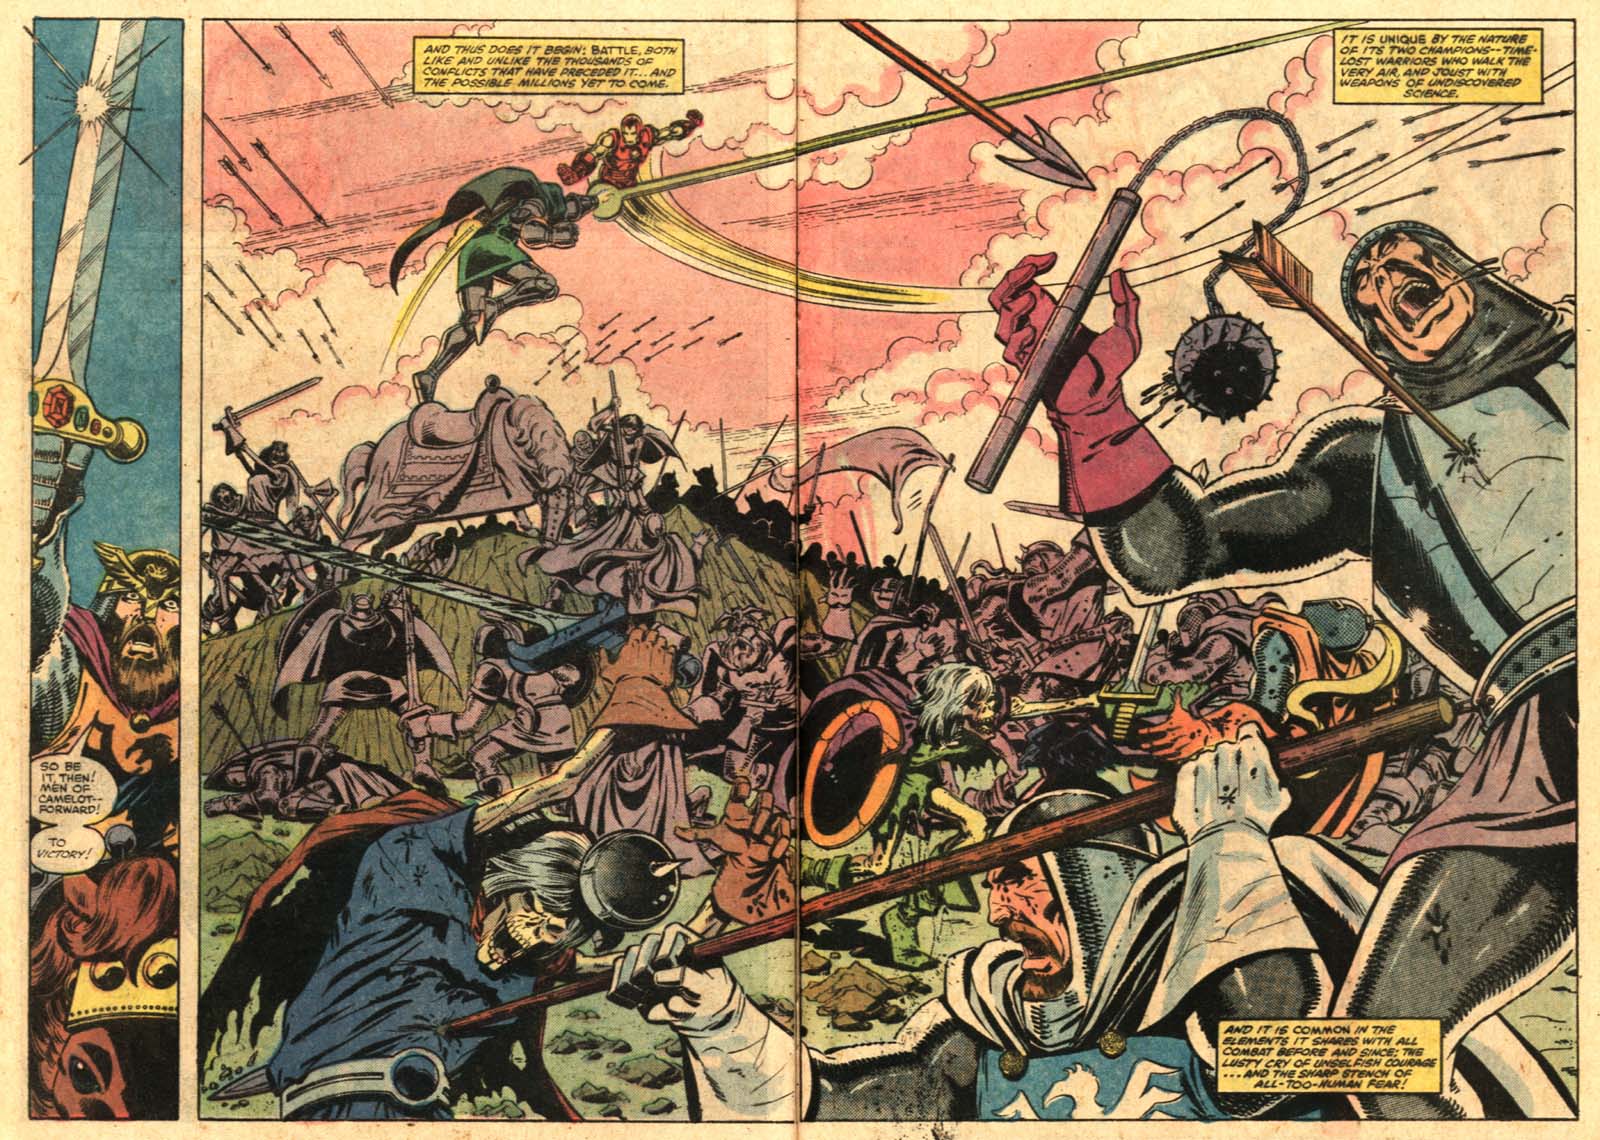 SO BE
IT, THEN!
MEN OF
CAMELOT--
FORWARD!
TO
VICTORY!
AND THUS DOES IT BEGIN: BATTLE, BOTH
LIKE AND UNLIKE THE THOUSANDS OF
CONFLICTS THAT HAVE PRECEDED IT... AND
THE POSSIBLE MILLIONS YET TO COME.
IT IS UNIQUE BY THE NATURE
OF ITS TWO CHAMPIONS--TIME-
LOST WARRIORS WHO WALK THE
VERY AIR, AND JOUST WITH
WEAPONS OF UNDISCOVERED
SCIENCE.
AND IT IS COMMON IN THE
ELEMENTS IT SHARES WITH ALL
COMBAT BEFORE AND SINCE: THE
LUSTY CRY OF UNSELFISH COURAGE
...AND THE SHARP STENCH OF
ALL-TOO-HUMAN FEAR!